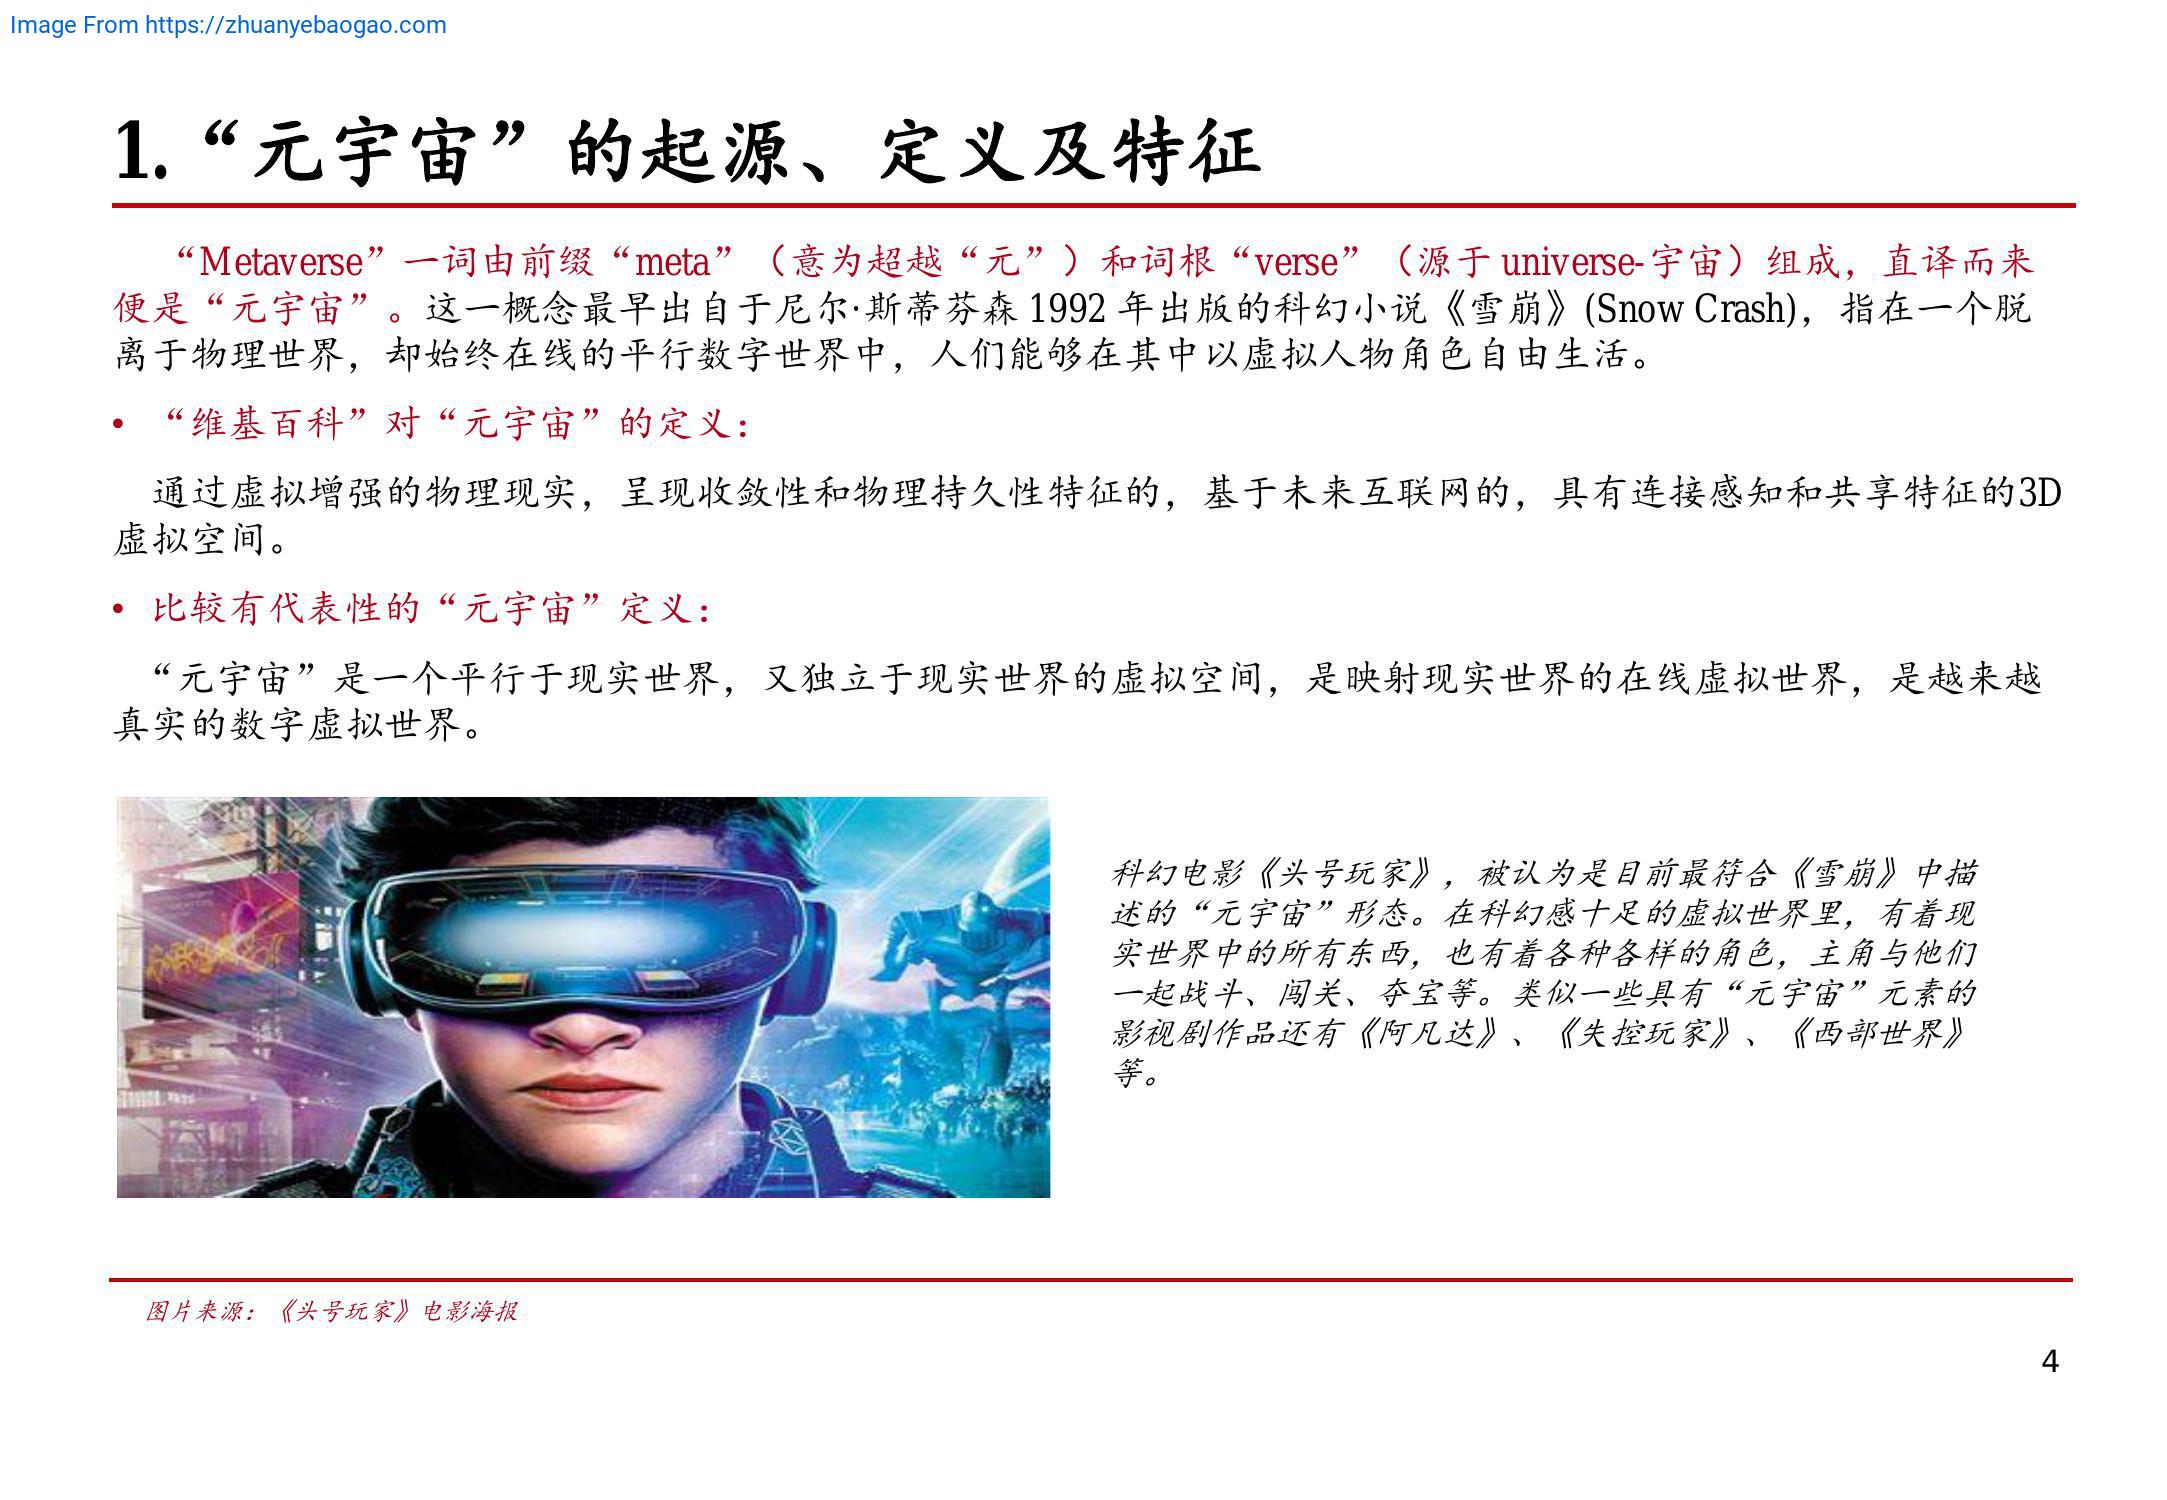 Image From https://zhuanyebaogao.com
1.“元宇宙”的起源、定义及特征
“Metaverse”一词由前缀“meta”（意为超越“元”）和词根“verse”（源于 universe-宇宙）组成，直译而来
便是“元宇宙”。这一概念最早出自于尼尔·斯蒂芬森 1992 年出版的科幻小说《雪崩》(Snow Crash)，指在一个脱
离于物理世界，却始终在线的平行数字世界中，人们能够在其中以虚拟人物角色自由生活。
• “维基百科”对“元宇宙”的定义：
通过虚拟增强的物理现实，呈现收敛性和物理持久性特征的，基于未来互联网的，具有连接感知和共享特征的3D
虚拟空间。
• 比较有代表性的“元宇宙”定义：
“元宇宙”是一个平行于现实世界，又独立于现实世界的虚拟空间，是映射现实世界的在线虚拟世界，是越来越
真实的数字虚拟世界。
科幻电影《头号玩家》，被认为是目前最符合《雪崩》中描
述的“元宇宙”形态。在科幻感十足的虚拟世界里，有着现
实世界中的所有东西，也有着各种各样的角色，主角与他们
一起战斗、闯关、夺宝等。类似一些具有“元宇宙”元素的
影视剧作品还有《阿凡达》、《失控玩家》、《西部世界》
等。
图片来源：《头号玩家》电影海报
4